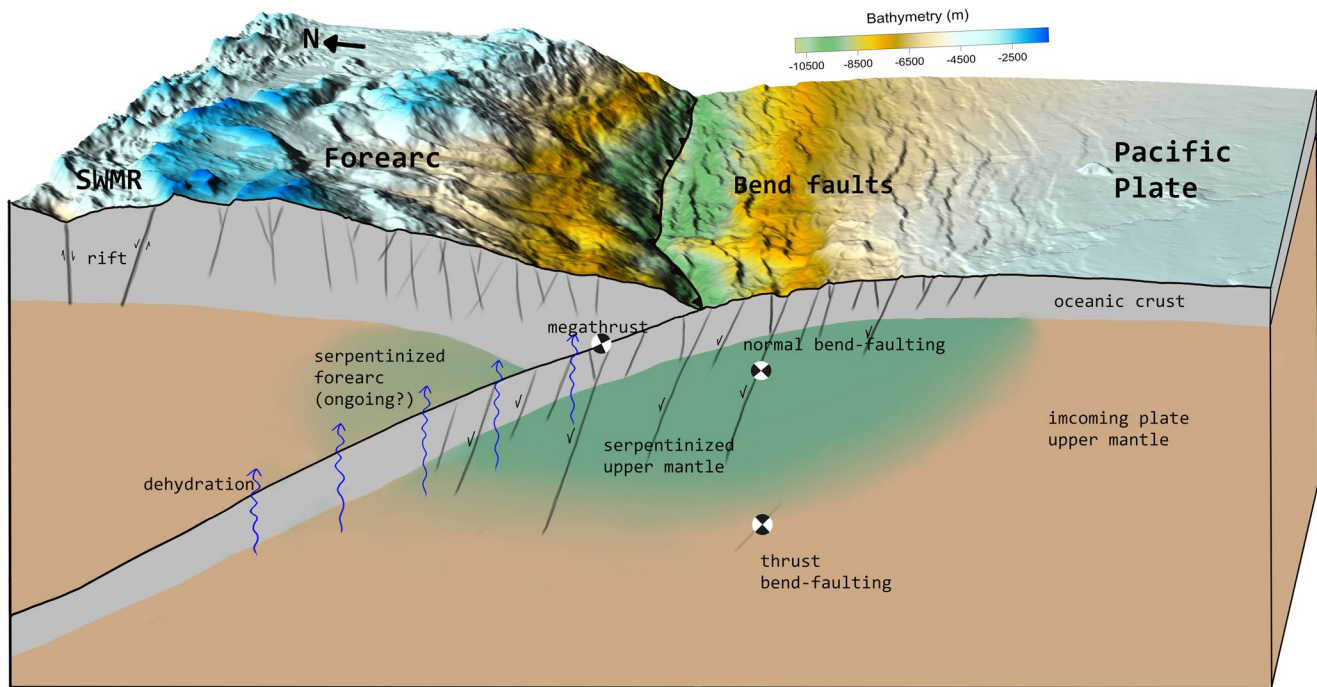 N
Bathymetry (m)
-10500 -8500 -6500 -4500 -2500
Forearc
SWMR
Bend faults
Pacific
Plate
rift
oceanic crust
megathrust
normal bend-faulting
serpentinized
forearc
(ongoing?)
imcoming plate
upper mantle
serpentinized
upper mantle
dehydration
thrust
bend-faulting